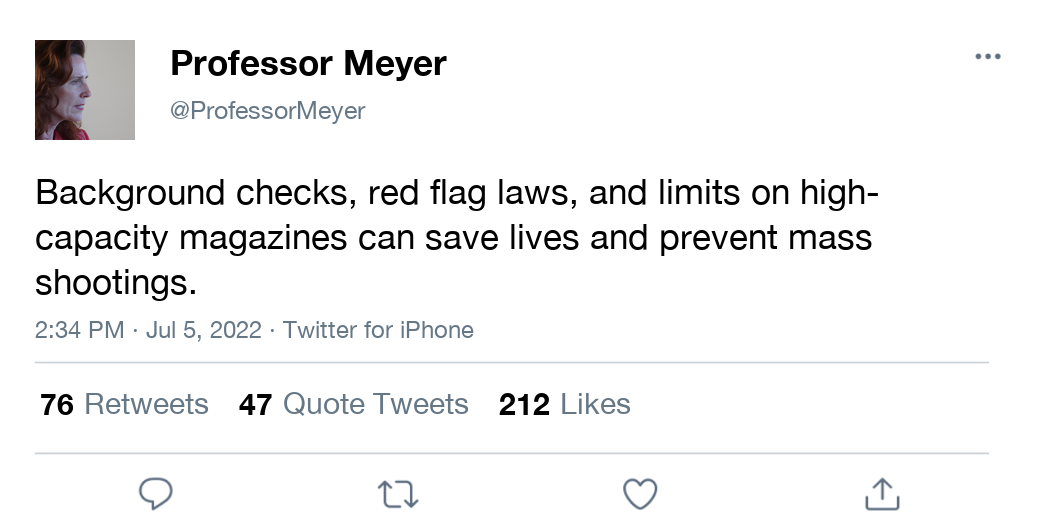 Professor Meyer
@ProfessorMeyer
Background checks, red flag laws, and limits on high-
capacity magazines can save lives and prevent mass
shootings.
2:34 PM · Jul 5, 2022 · Twitter for iPhone
76 Retweets 47 Quote Tweets 212 Likes